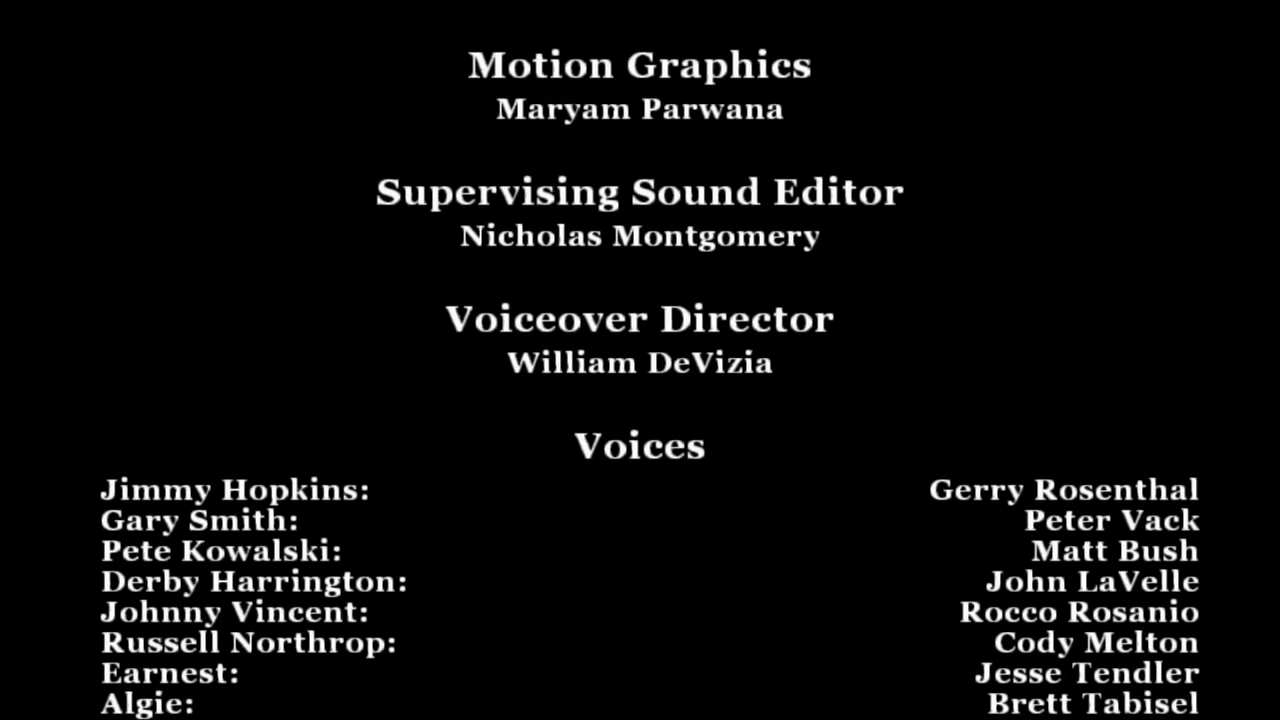 Motion Graphics
Maryam Parwana
Supervising Sound Editor
Nicholas Montgomery
Voiceover Director
William DeVizia
Voices
Jimmy Hopkins: Gerry Rosenthal
Gary Smith: Peter Vack
Pete Kowalski: Matt Bush
Derby Harrington: John LaVelle
Johnny Vincent: Rocco Rosanio
Russell Northrop: Cody Melton
Earnest: Jesse Tendler
Algie: Brett Tabisel